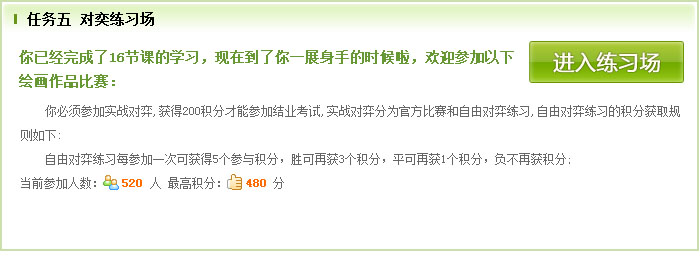 任务五 对奕练习场
你已经完成了16节课的学习，现在到了你一展身手的时候啦，欢迎参加以下
绘画作品比赛：
进入练习场
你必须参加实战对弈,获得200积分才能参加结业考试,实战对弈分为官方比赛和自由对弈练习,自由对弈练习的积分获取规
则如下:
自由对弈练习每参加一次可获得5个参与积分，胜可再获3个积分，平可再获1个积分，负不再获积分;
当前参加人数：520 人 最高积分：480 分